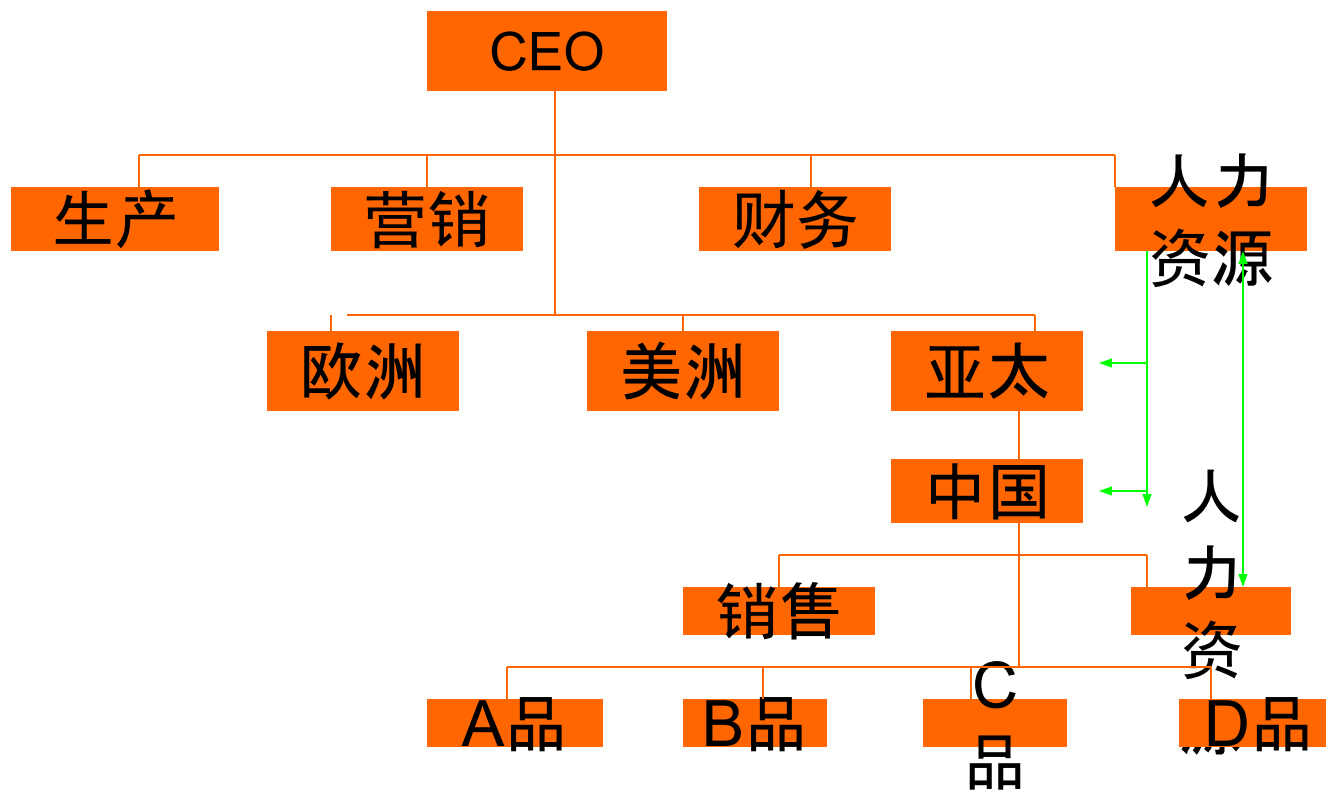 CEO
生产
营销
财务
人力
资源
欧洲
美洲
亚太
中国
销售
人
力
资
源
A品
B品
C
品
D品